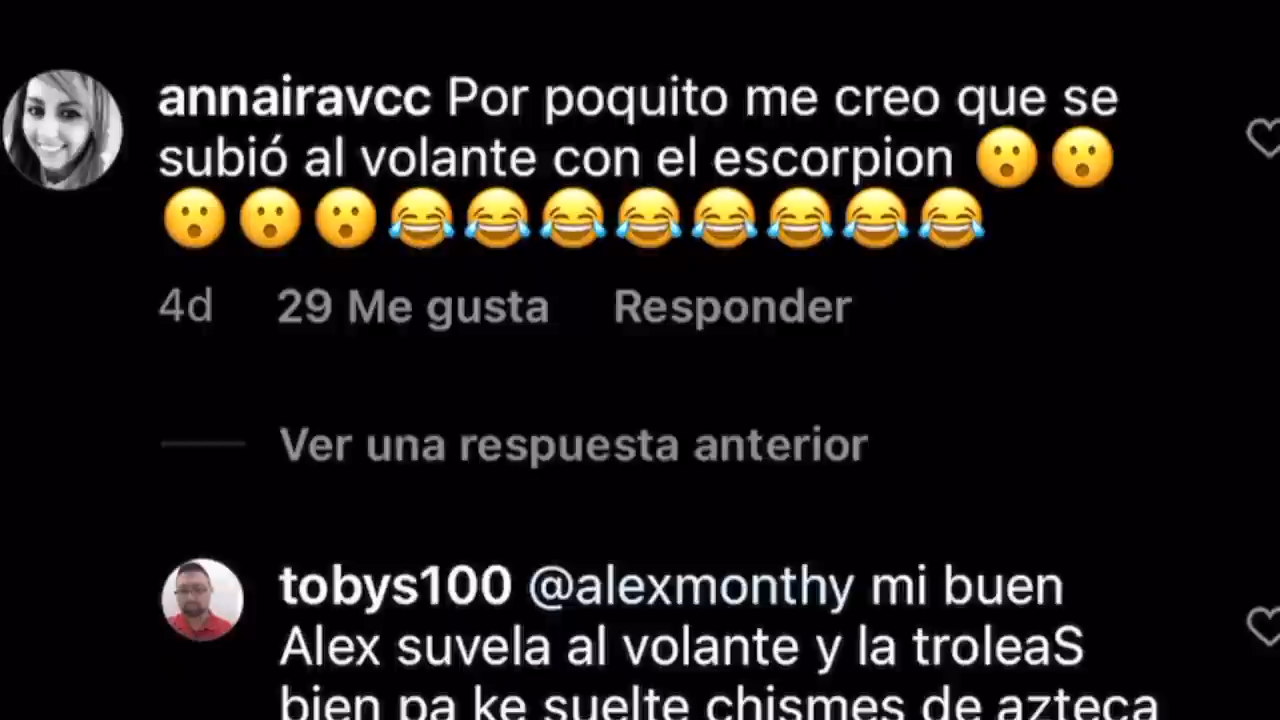 annairavcc Por poquito me creo que se
subió al volante con el escorpion 😮😮
😮😮😮😂😂😂😂😂😂😂😂
4d 29 Me gusta Responder
Ver una respuesta anterior
tobys100 @alexmonthy mi buen
Alex suvela al volante y la troleaS
bien pa ke suelte chismes de azteca